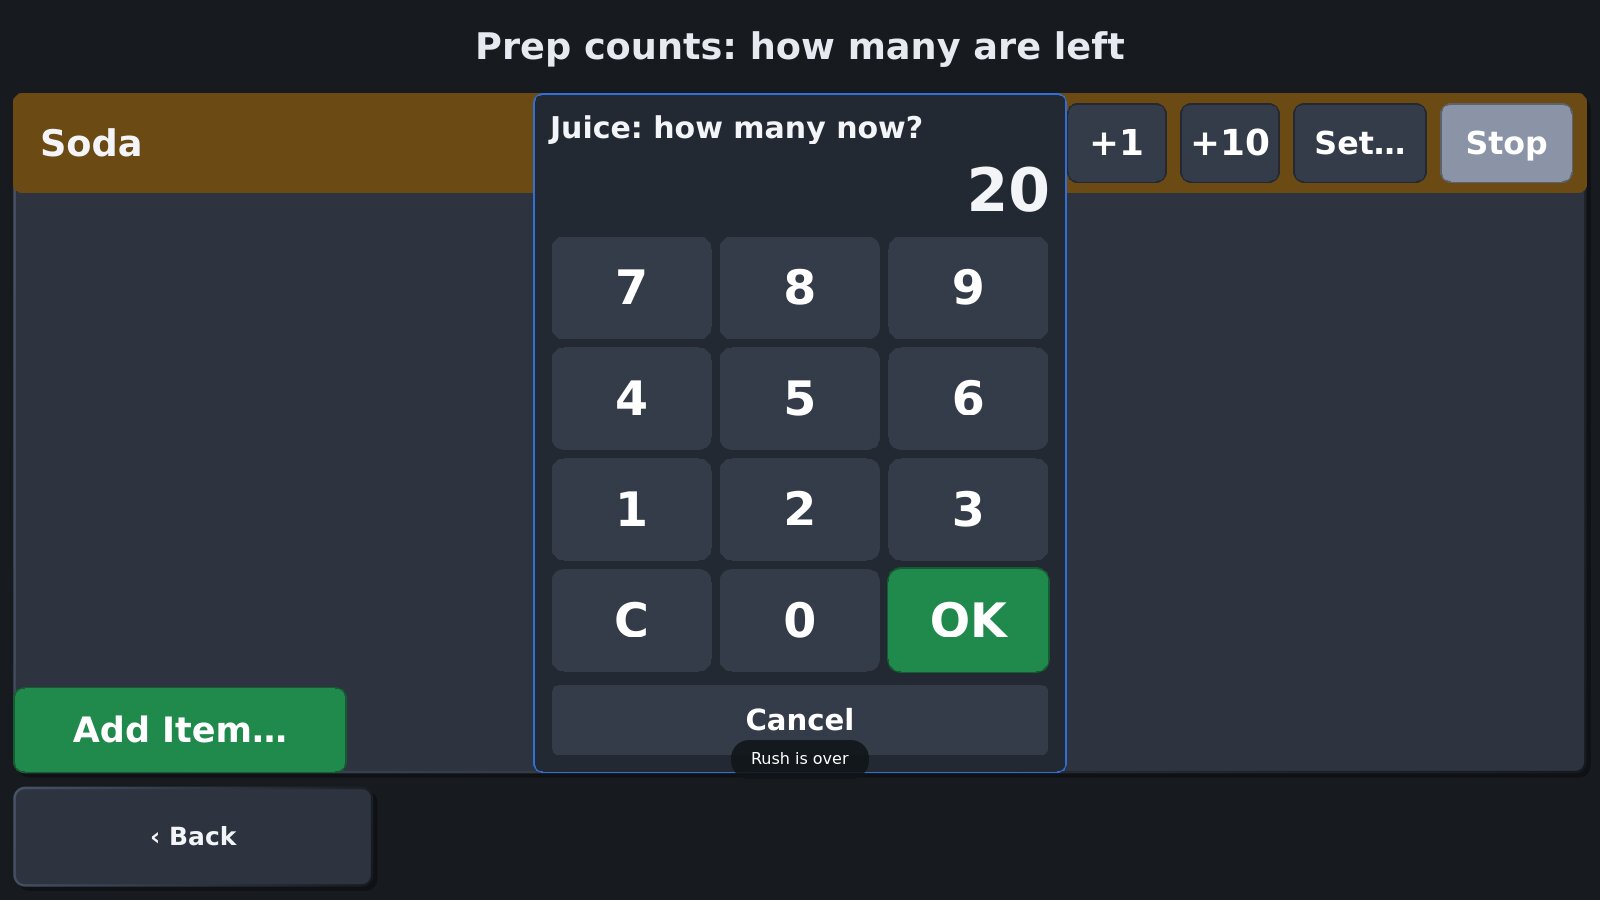 Prep counts: how many are left
Soda
Juice: how many now?
20
+1
+10
Set...
Stop
7
8
9
4
5
6
1
2
3
C
0
OK
Cancel
Add Item...
Rush is over
‹ Back